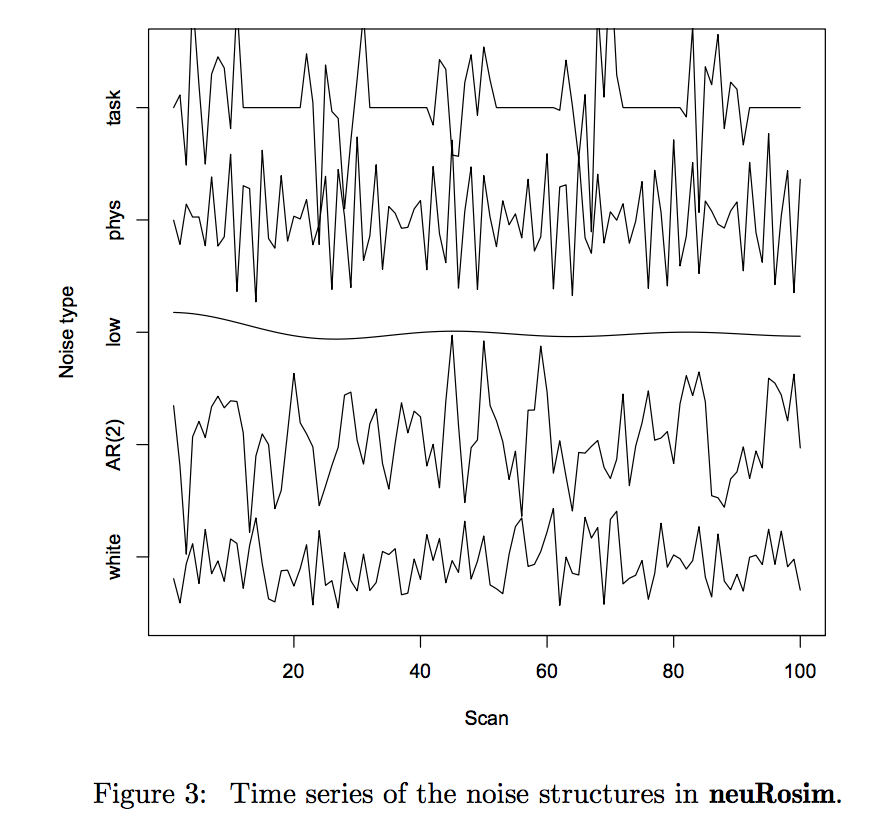 task
phys
low
AR(2)
white
Noise type
20 40 60 80 100
Scan
Figure 3: Time series of the noise structures in neuRosim.